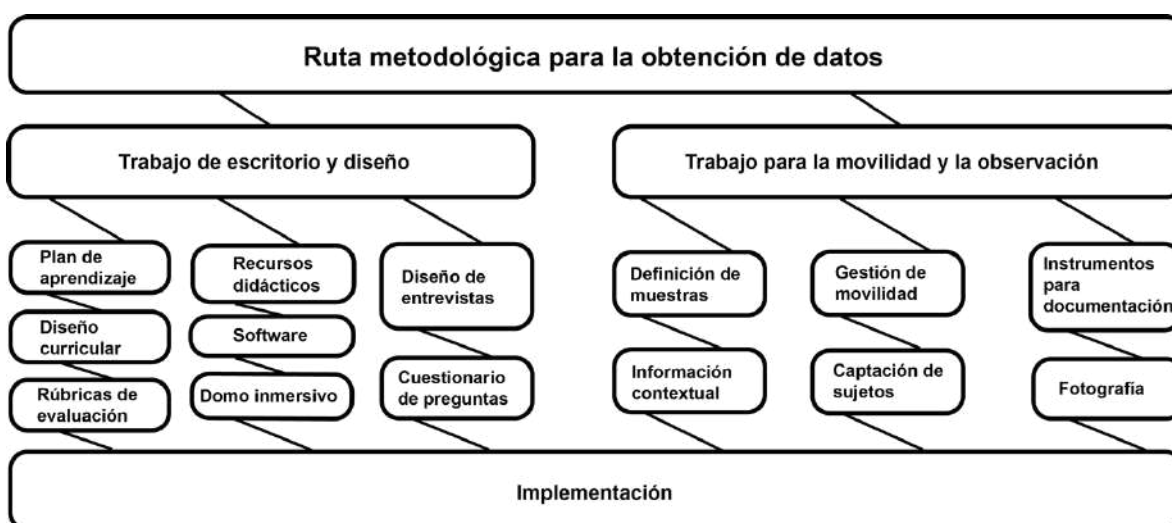 Ruta metodológica para la obtención de datos
Trabajo de escritorio y diseño
Trabajo para la movilidad y la observación
Plan de
aprendizaje
Diseño
curricular
Rúbricas de
evaluación
Recursos
didácticos
Software
Domo inmersivo
Diseño de
entrevistas
Cuestionario
de preguntas
Definición de
muestras
Información
contextual
Gestión de
movilidad
Captación de
sujetos
Instrumentos
para
documentación
Fotografía
Implementación